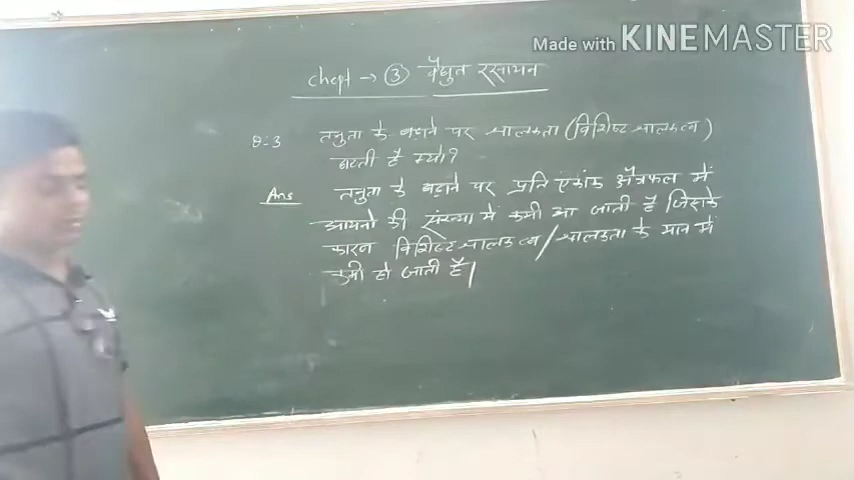 Made with KINEMASTER
chept → ③ वैधुत रसायन
Q.3 तनुता के बढ़ाने पर चालकता (विशिष्ट चालकत्व)
घटती है क्यो?
Ans तनुता के बढ़ाने पर प्रति एकांक क्षेत्रफल में
आयनो की संख्या में कमी आ जाती है जिसके
कारण विशिष्ट चालकत्व/चालकता के मान में
कमी हो जाती है।